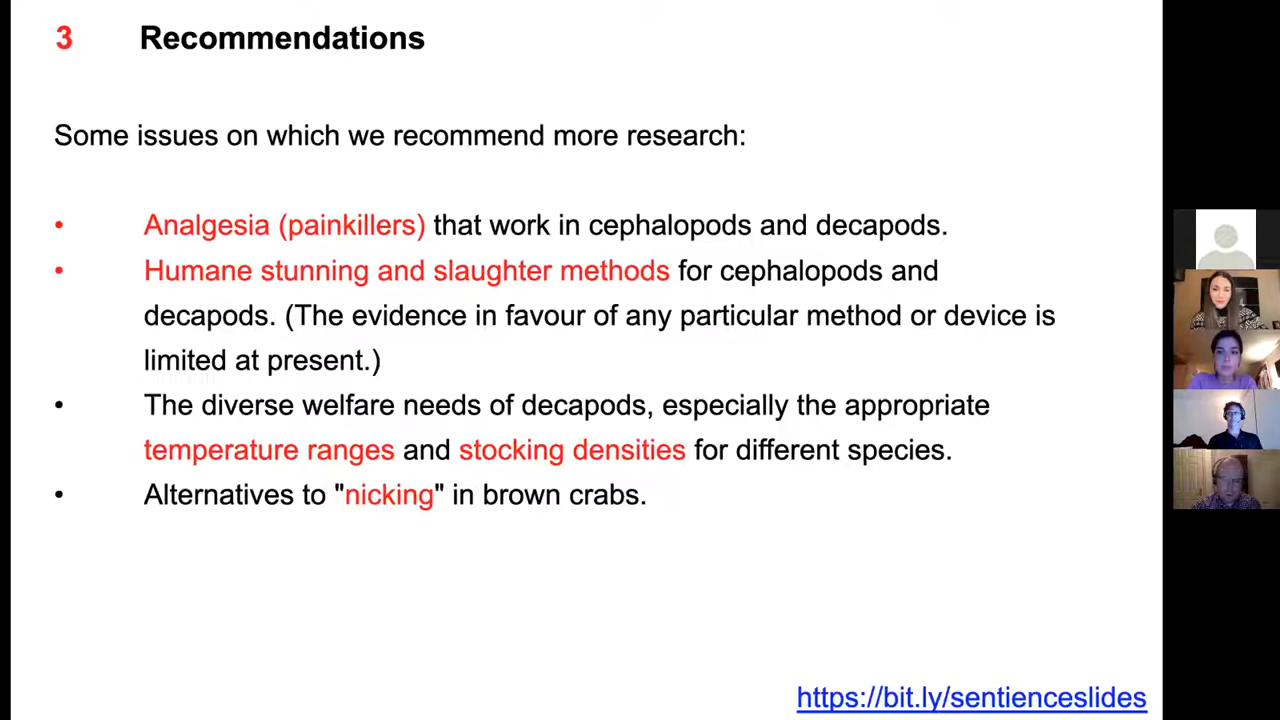 3 Recommendations
Some issues on which we recommend more research:
• Analgesia (painkillers) that work in cephalopods and decapods.
• Humane stunning and slaughter methods for cephalopods and
decapods. (The evidence in favour of any particular method or device is
limited at present.)
• The diverse welfare needs of decapods, especially the appropriate
temperature ranges and stocking densities for different species.
• Alternatives to "nicking" in brown crabs.
https://bit.ly/sentienceslides